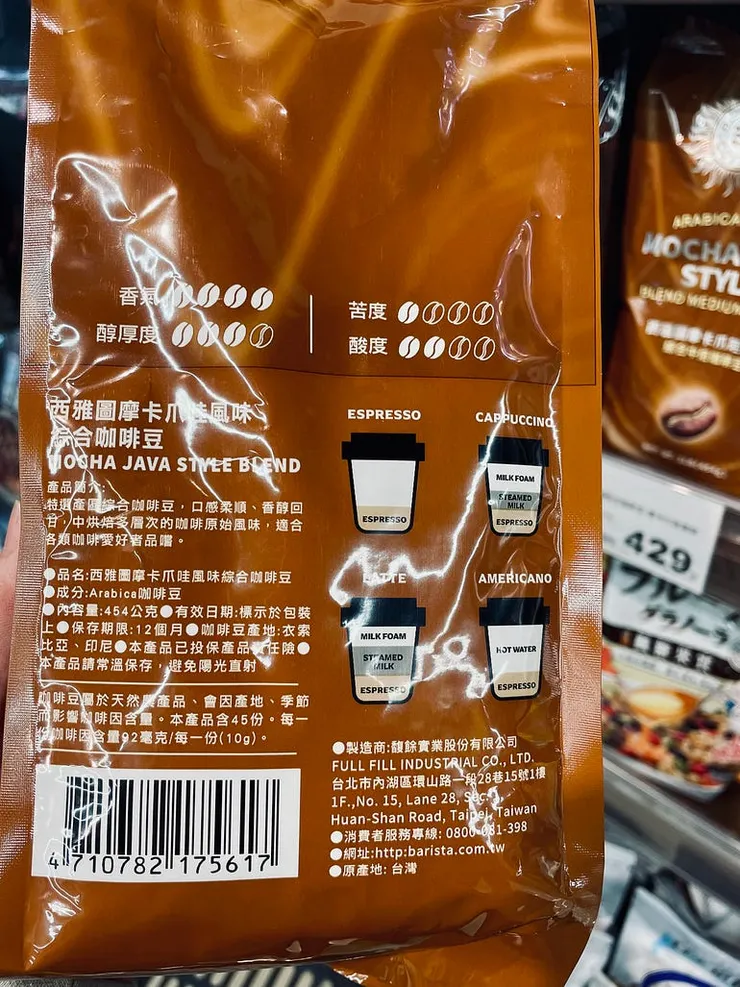 香氣
醇厚度
苦度
酸度
西雅圖摩卡爪哇風味
綜合咖啡豆
MOCHA JAVA STYLE BLEND
產品簡介:
特選產區綜合咖啡豆，口感柔順、香醇回
甘，中烘焙多層次的咖啡原始風味，適合
各類咖啡愛好者品嚐。
●品名:西雅圖摩卡爪哇風味綜合咖啡豆
●成分:Arabica咖啡豆
●內容量:454公克●有效日期:標示於包裝
上●保存期限:12個月●咖啡豆產地:衣索
比亞、印尼●本產品已投保產品責任險●
本產品請常溫保存，避免陽光直射
咖啡豆屬於天然農產品、會因產地、季節
而影響咖啡因含量。本產品含45份。每一
份咖啡因含量92毫克/每一份(10g)。
4 710782 175617
ESPRESSO
ESPRESSO
CAPPUCCINO
MILK FOAM
STEAMED
MILK
ESPRESSO
LATTE
MILK FOAM
STEAMED
MILK
ESPRESSO
AMERICANO
HOT WATER
ESPRESSO
●製造商:馥餘實業股份有限公司
FULL FILL INDUSTRIAL CO., LTD.
台北市內湖區環山路一段28巷15號1樓
1F.,No. 15, Lane 28, Sec.
Huan-Shan Road, Taipei, Taiwan
●消費者服務專線: 0800-061-398
●網址:http:barista.com.tw
●原產地: 台灣
ARABICA
MOCHA
STYL
BLEND MEDIUM
429
グラノーラ